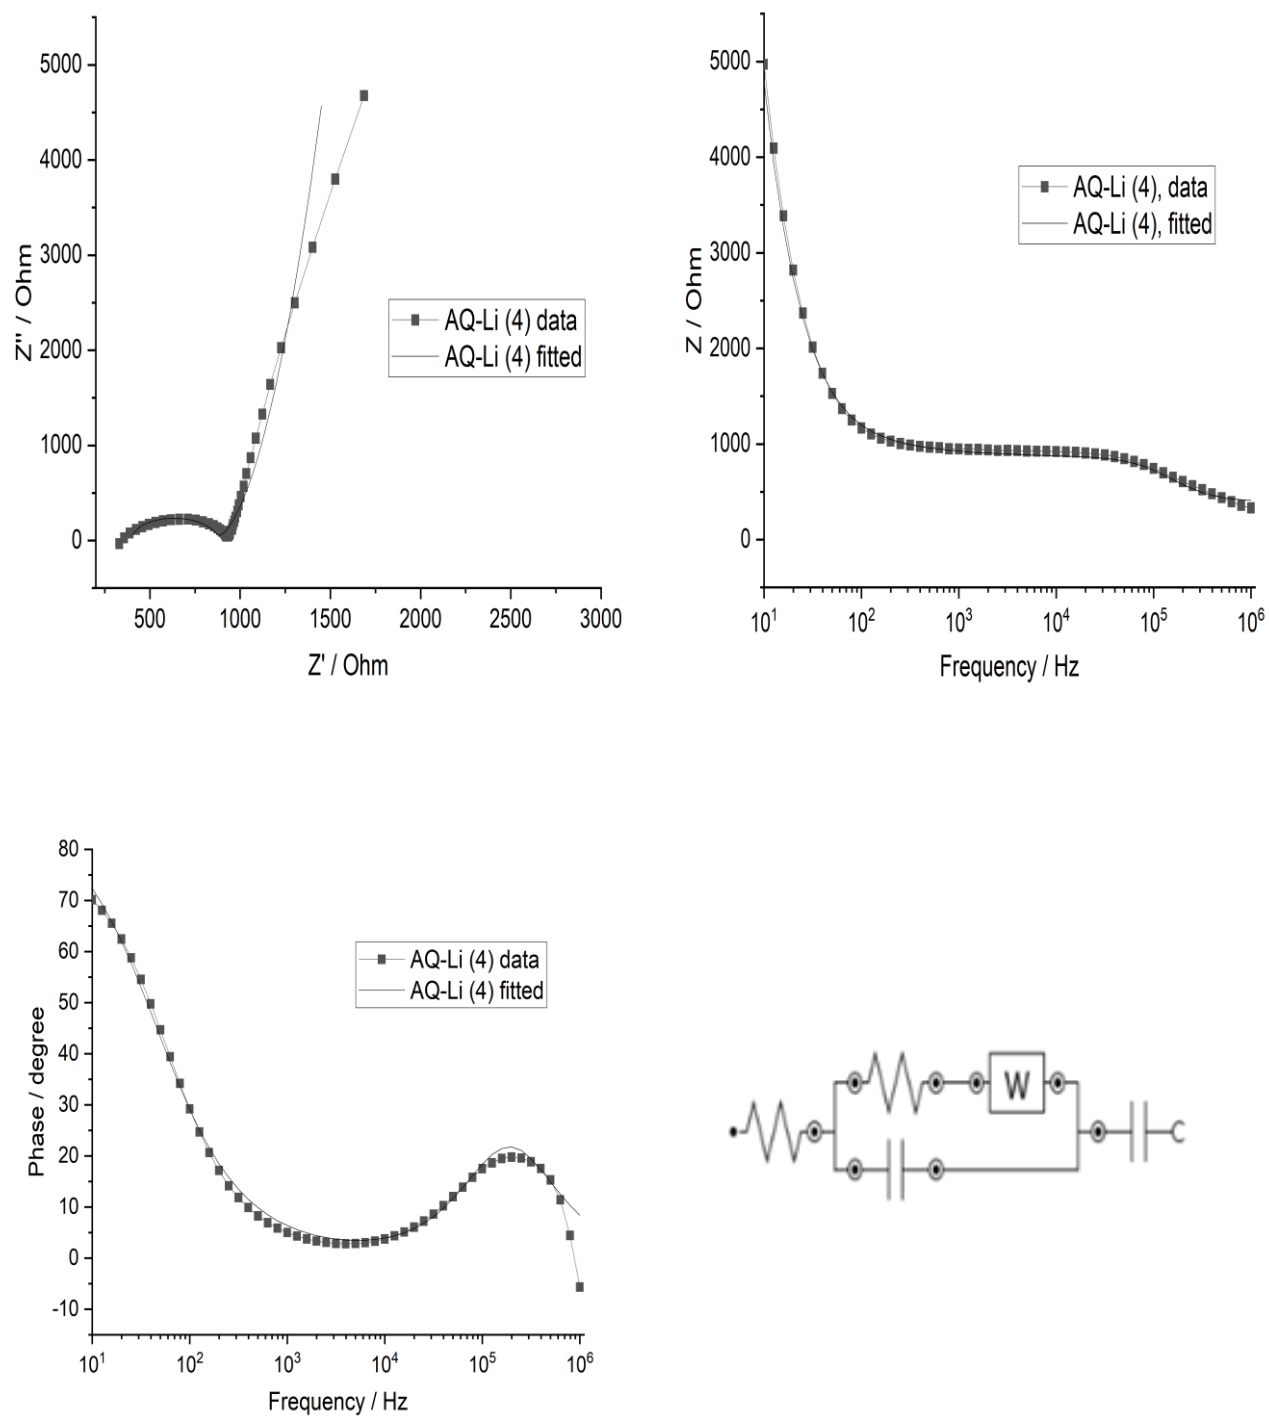 5000
4000
3000
2000
1000
0
Z'' / Ohm
AQ-Li (4) data
AQ-Li (4) fitted
500 1000 1500 2000 2500 3000
Z' / Ohm
5000
4000
3000
2000
1000
0
Z / Ohm
AQ-Li (4), data
AQ-Li (4), fitted
10¹ 10² 10³ 10⁴ 10⁵ 10⁶
Frequency / Hz
80
70
60
50
40
30
20
10
0
-10
Phase / degree
AQ-Li (4) data
AQ-Li (4) fitted
10¹ 10² 10³ 10⁴ 10⁵ 10⁶
Frequency / Hz
W